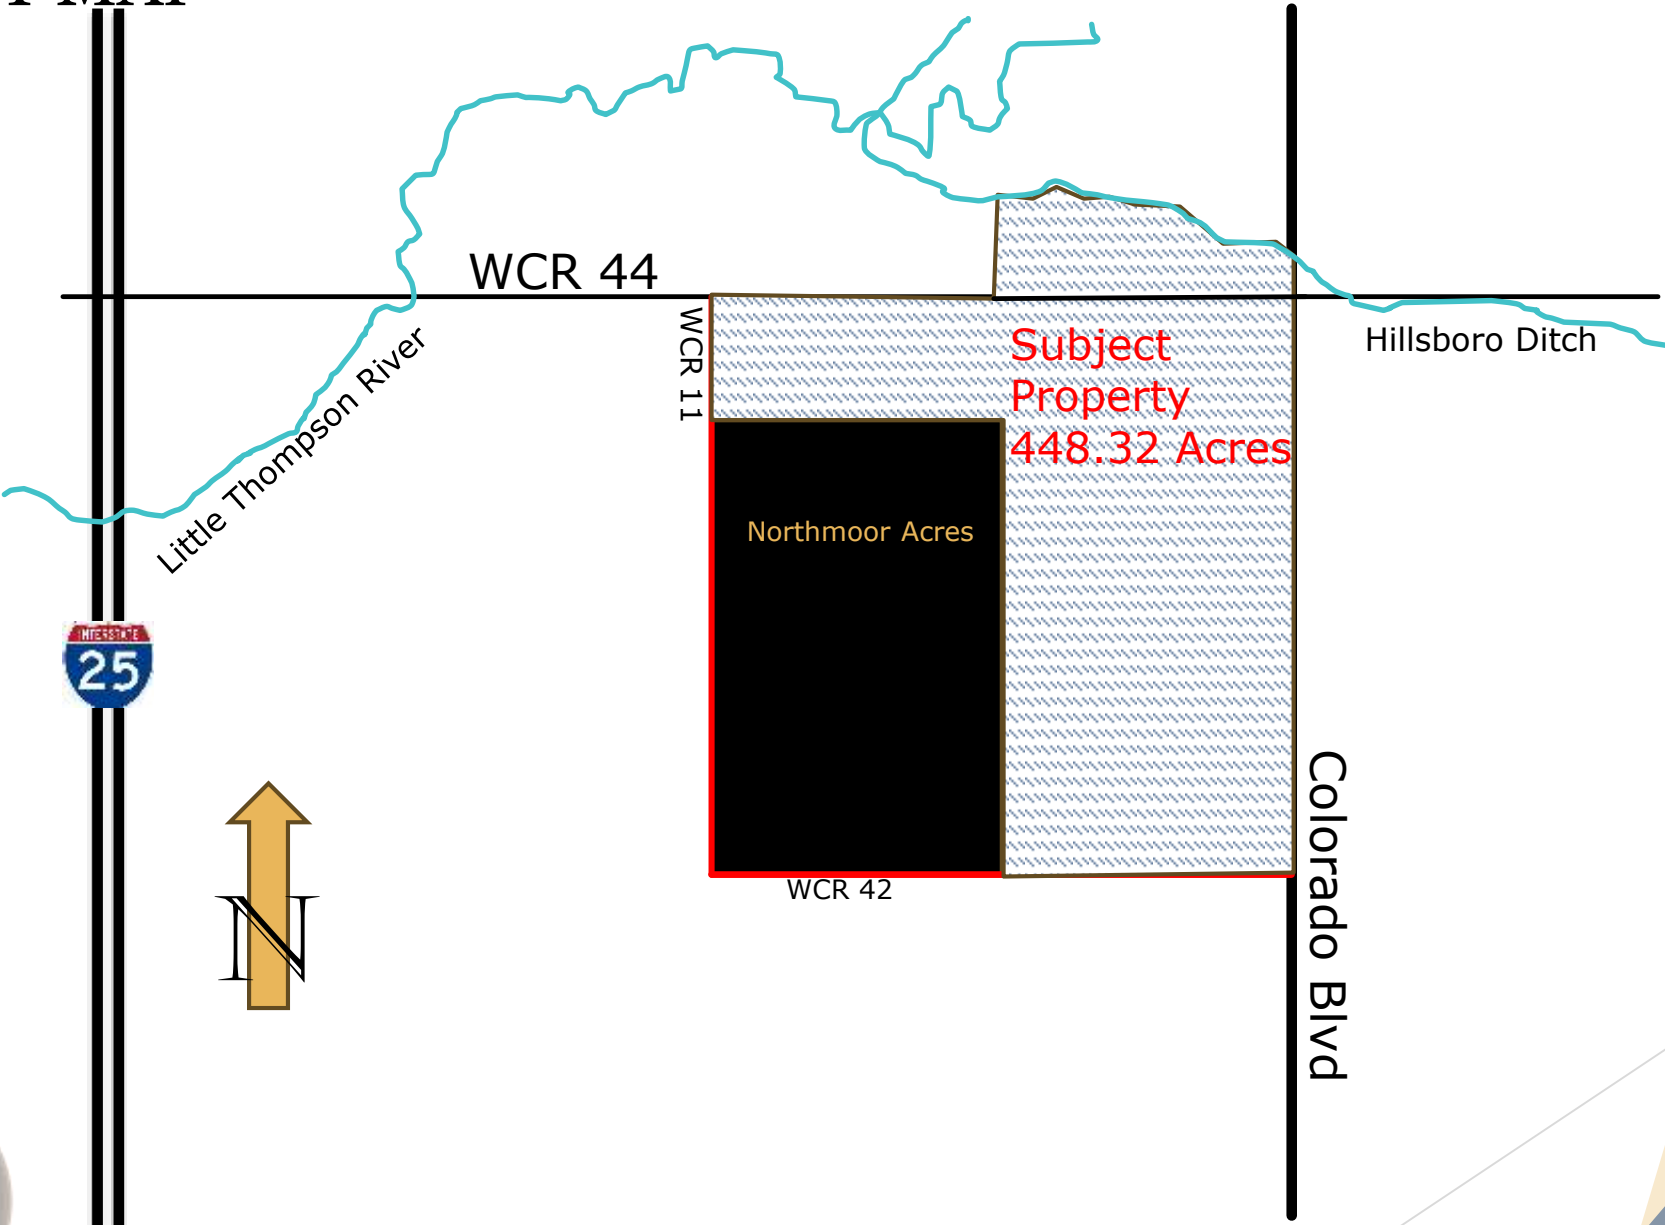 WCR 44
WCR 11
Subject
Property
448.32 Acres
Hillsboro Ditch
Little Thompson River
Northmoor Acres
INTERSTATE
25
WCR 42
Colorado Blvd
N